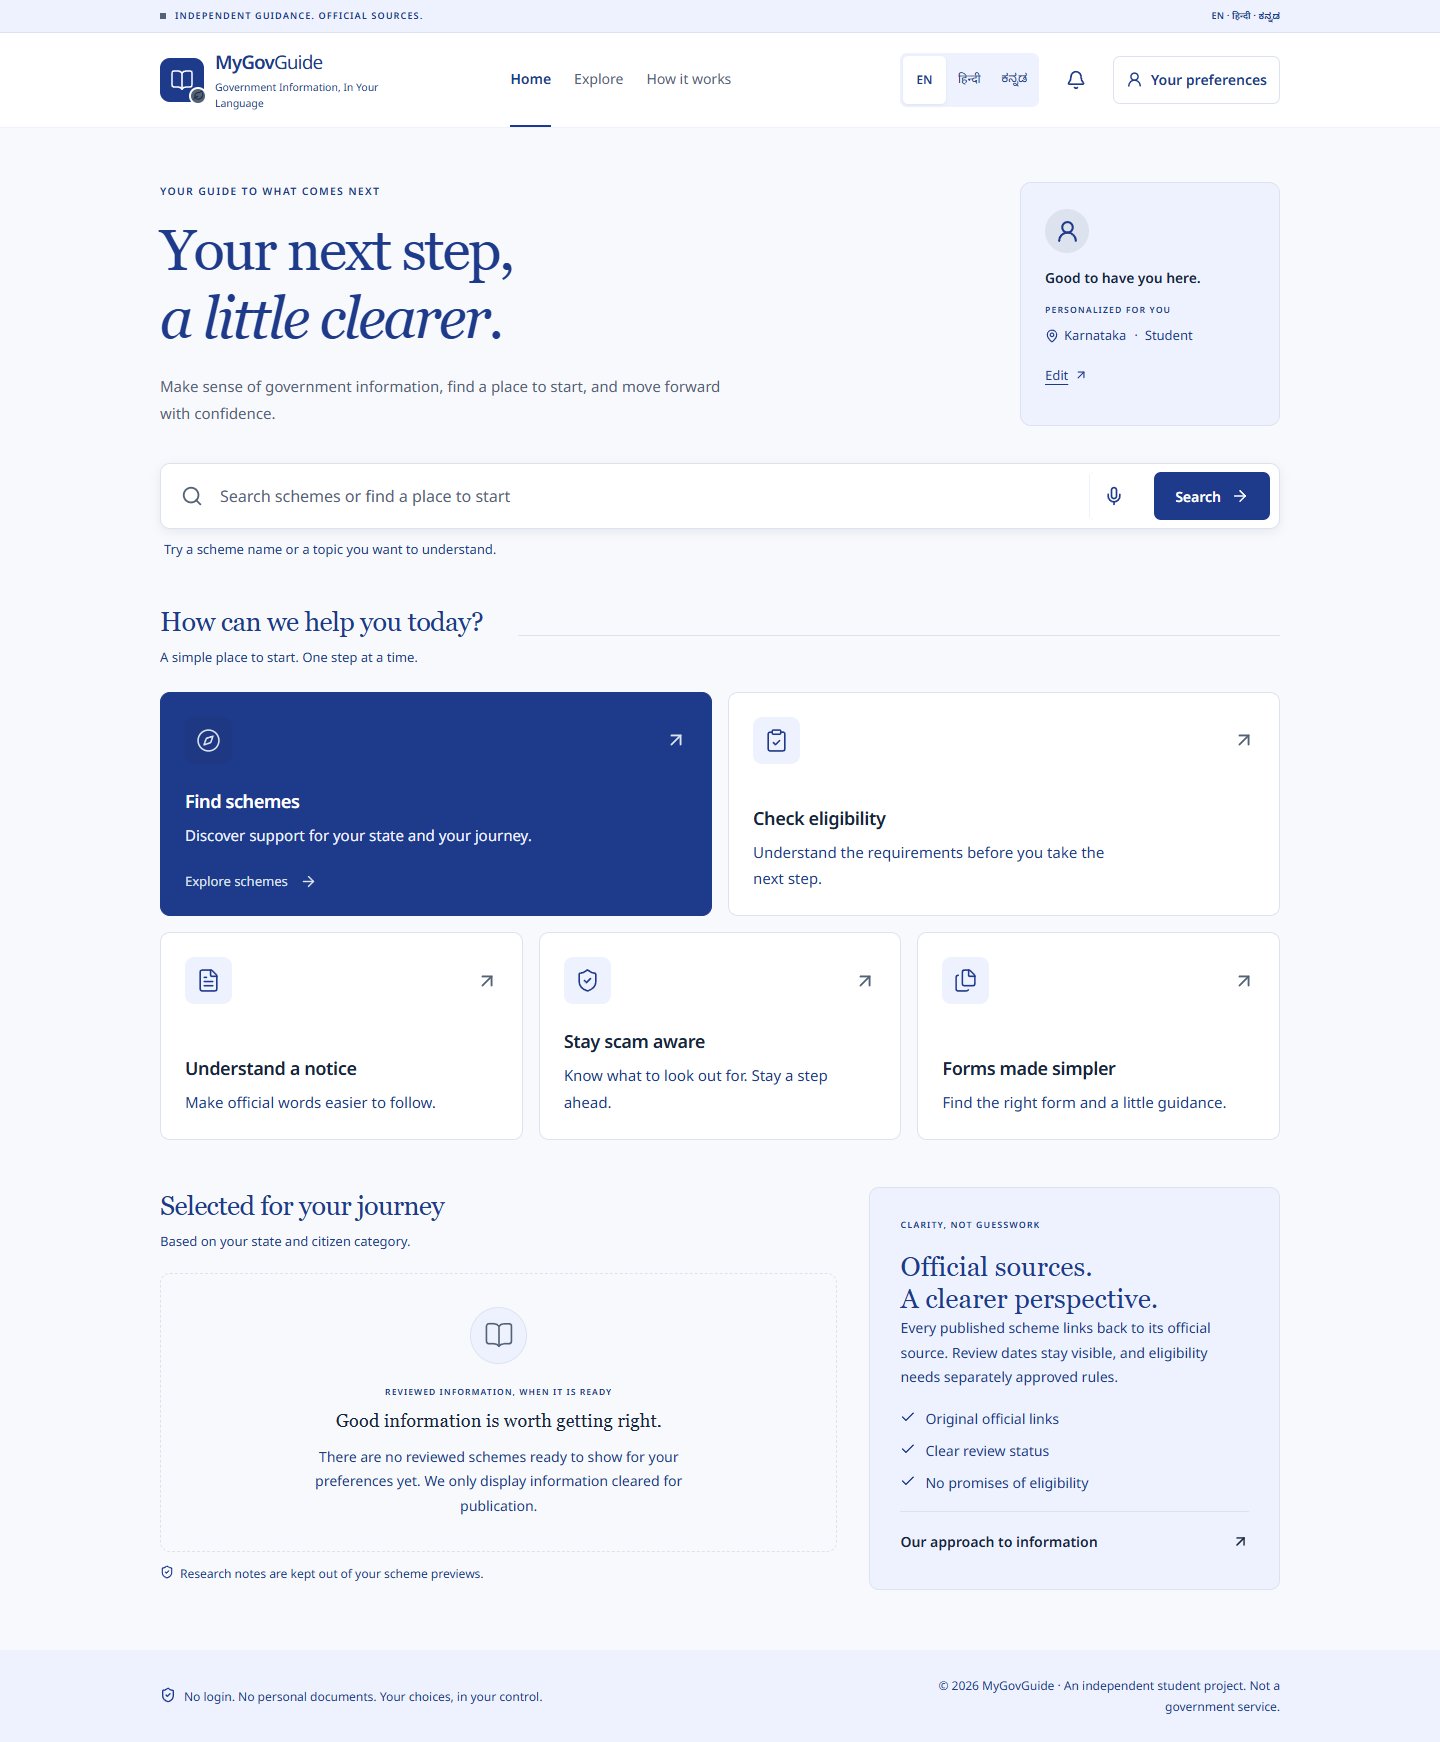 INDEPENDENT GUIDANCE. OFFICIAL SOURCES.
EN · हिन्दी · ಕನ್ನಡ
MyGovGuide
Government Information, In Your
Language
Home
Explore
How it works
EN
हिन्दी
ಕನ್ನಡ
Your preferences
YOUR GUIDE TO WHAT COMES NEXT
Your next step,
a little clearer.
Make sense of government information, find a place to start, and move forward
with confidence.
Good to have you here.
PERSONALIZED FOR YOU
Karnataka · Student
Edit
Search schemes or find a place to start
Search
Try a scheme name or a topic you want to understand.
How can we help you today?
A simple place to start. One step at a time.
Find schemes
Discover support for your state and your journey.
Explore schemes
Check eligibility
Understand the requirements before you take the
next step.
Understand a notice
Make official words easier to follow.
Stay scam aware
Know what to look out for. Stay a step
ahead.
Forms made simpler
Find the right form and a little guidance.
Selected for your journey
Based on your state and citizen category.
REVIEWED INFORMATION, WHEN IT IS READY
Good information is worth getting right.
There are no reviewed schemes ready to show for your
preferences yet. We only display information cleared for
publication.
Research notes are kept out of your scheme previews.
CLARITY, NOT GUESSWORK
Official sources.
A clearer perspective.
Every published scheme links back to its official
source. Review dates stay visible, and eligibility
needs separately approved rules.
Original official links
Clear review status
No promises of eligibility
Our approach to information
No login. No personal documents. Your choices, in your control.
© 2026 MyGovGuide · An independent student project. Not a
government service.